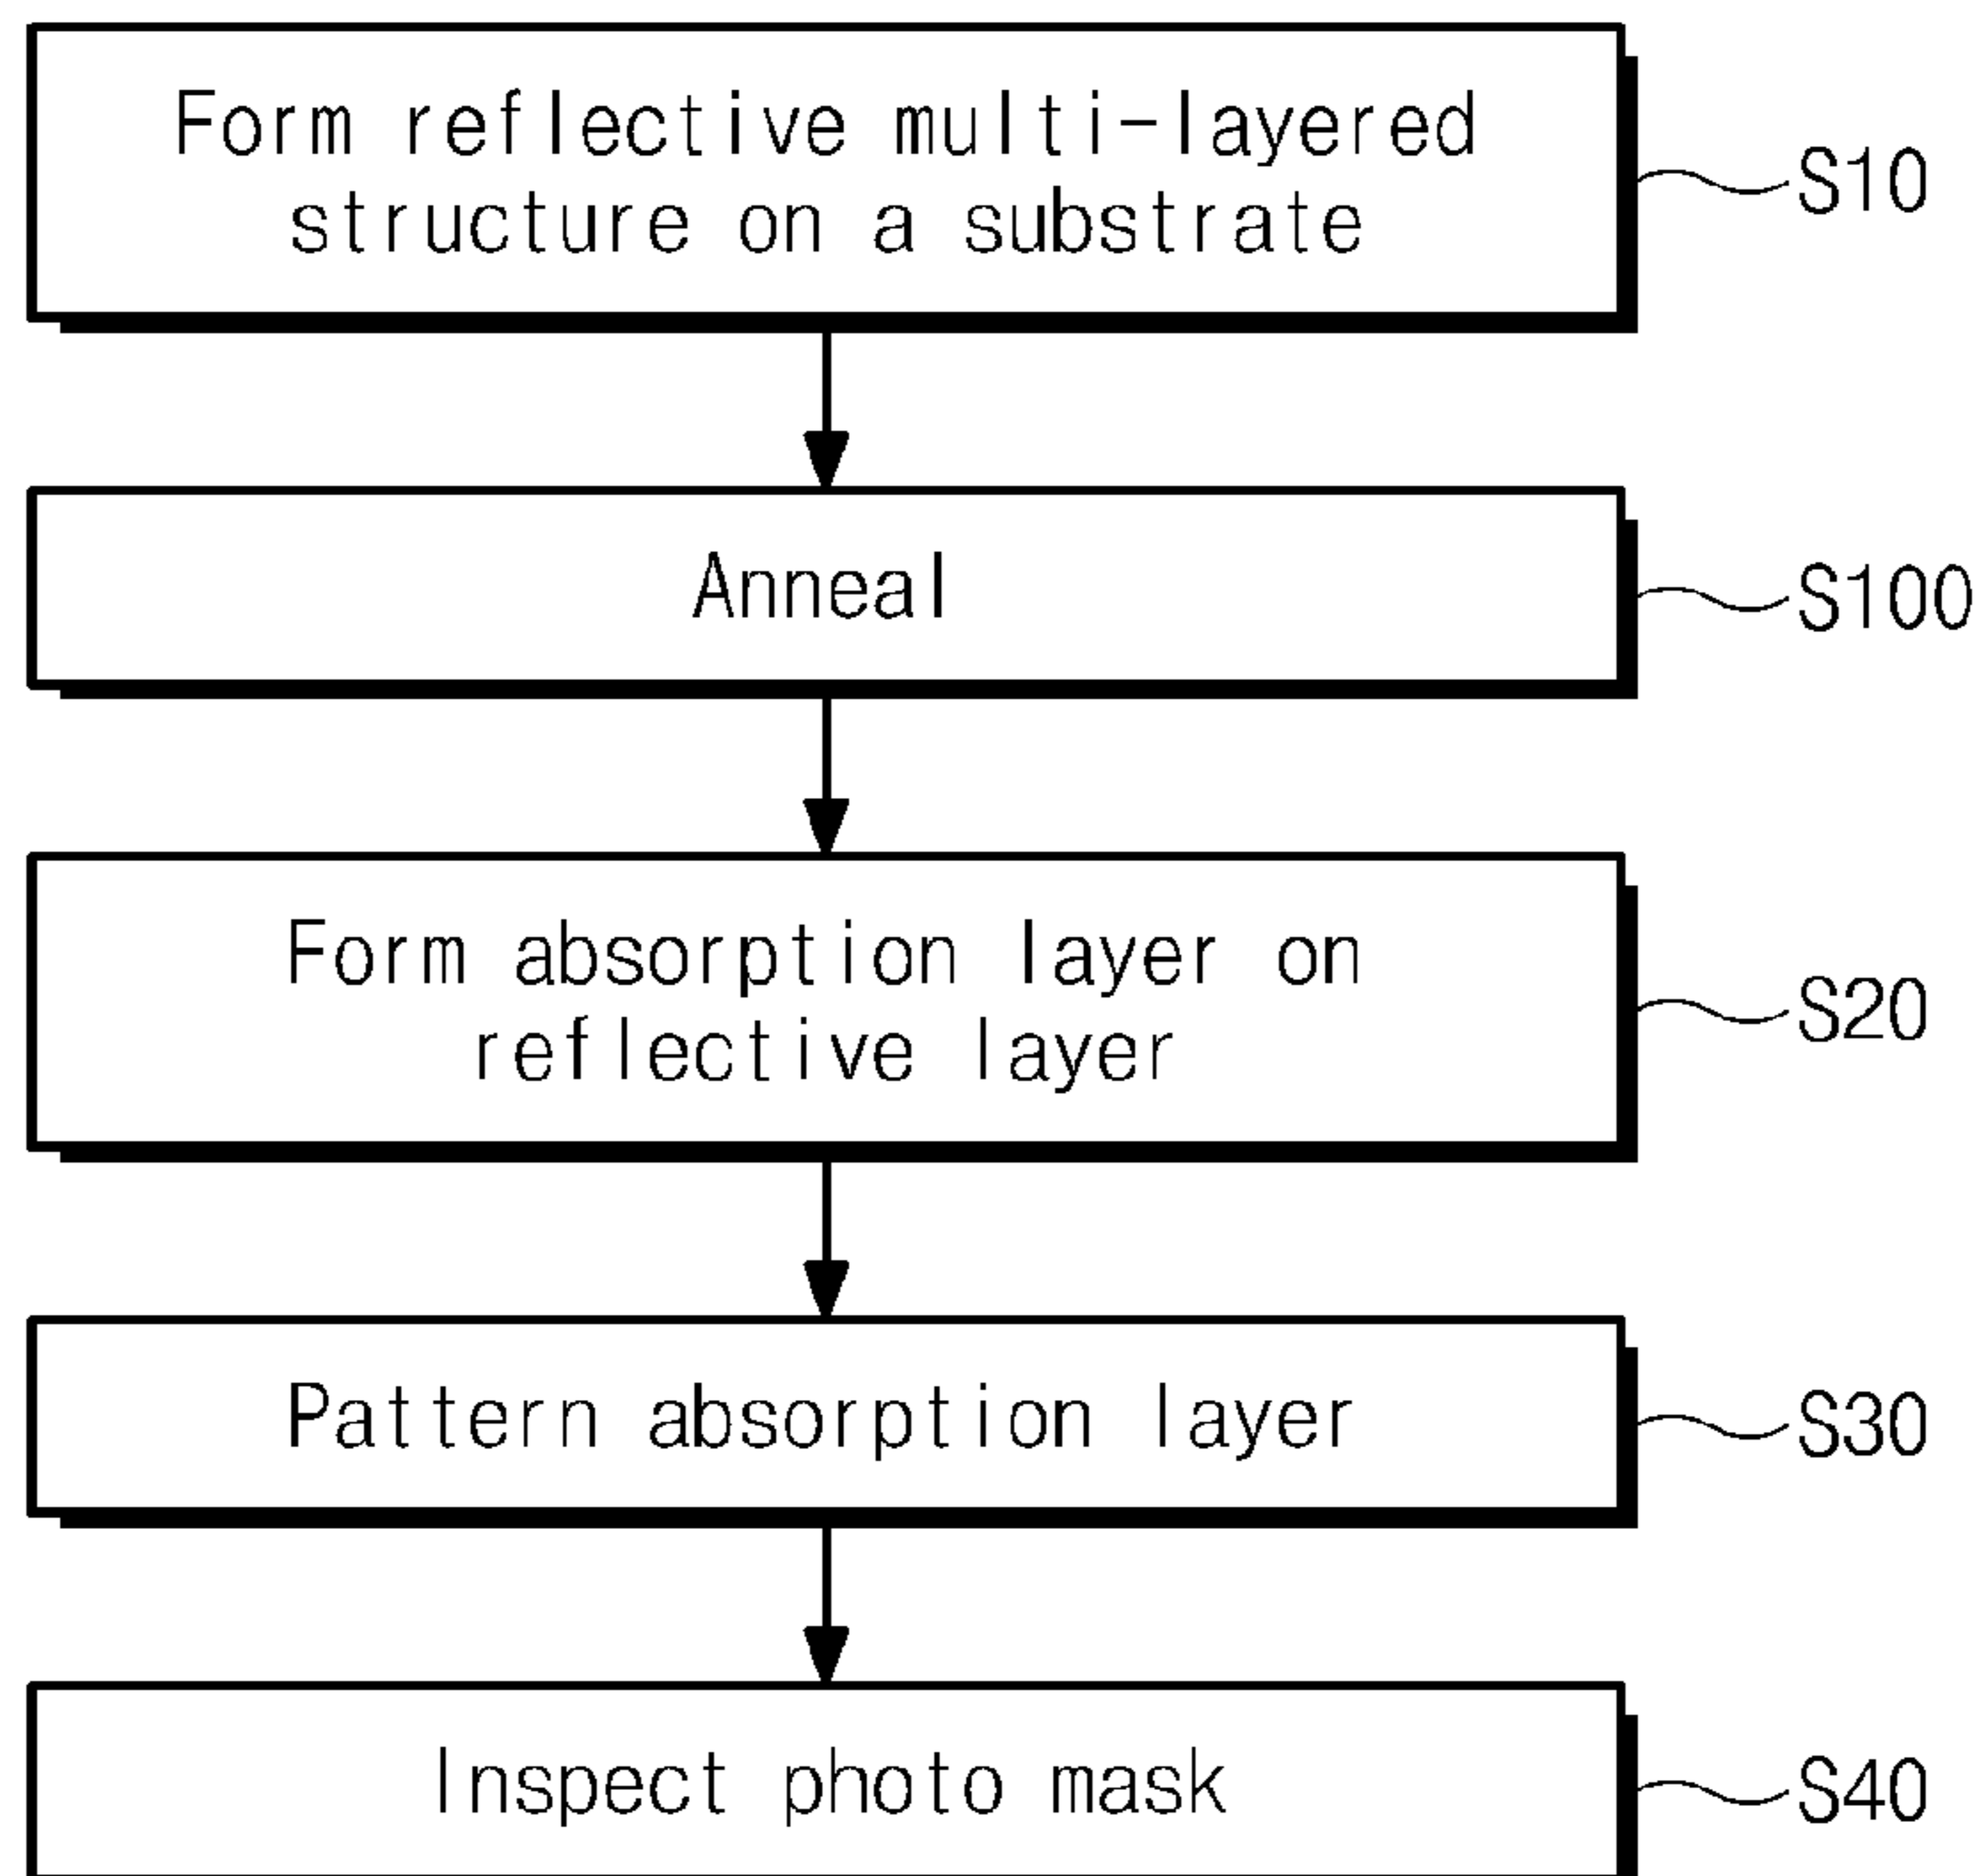 Form reflective multi-layered
structure on a substrate
S10
Anneal
S100
Form absorption layer on
reflective layer
S20
Pattern absorption layer
S30
Inspect photo mask
S40